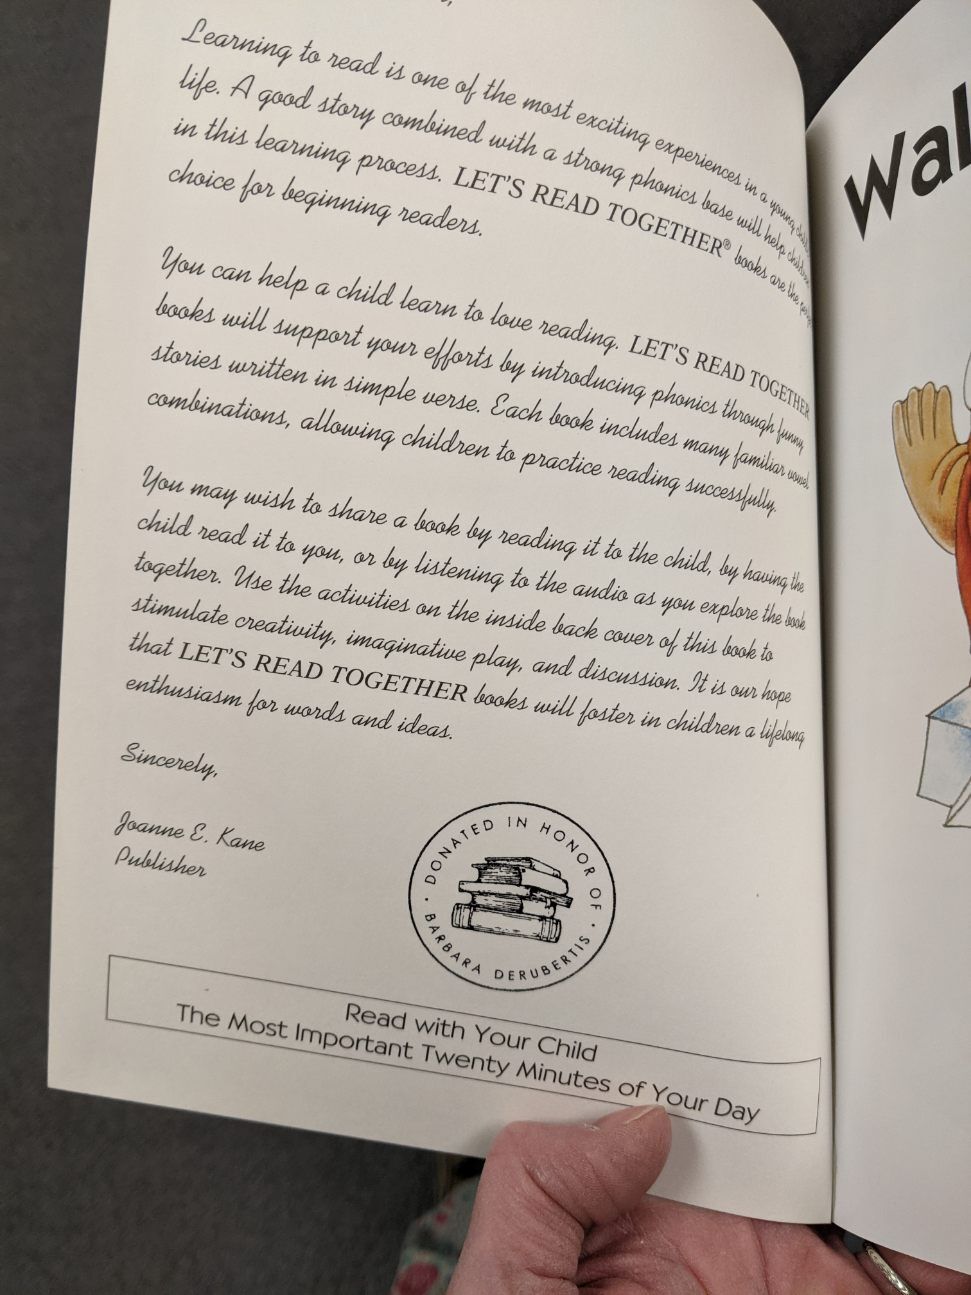 Learning to read is one of the most exciting experiences in a young
life. A good story combined with a strong phonics base will help children
in this learning process. LET'S READ TOGETHER® books are the
choice for beginning readers.
You can help a child learn to love reading. LET'S READ TOGETHER
books will support your efforts by introducing phonics through funny
stories written in simple verse. Each book includes many familiar vowel
combinations, allowing children to practice reading successfully.
You may wish to share a book by reading it to the child, by having the
child read it to you, or by listening to the audio as you explore the book
together. Use the activities on the inside back cover of this book to
stimulate creativity, imaginative play, and discussion. It is our hope
that LET'S READ TOGETHER books will foster in children a lifelong
enthusiasm for words and ideas.
Sincerely,
Joanne E. Kane
Publisher
DONATED IN HONOR OF
• BARBARA DERUBERTIS •
Read with Your Child
The Most Important Twenty Minutes of Your Day
Wal